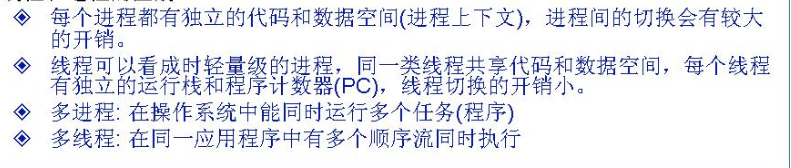 ◈ 每个进程都有独立的代码和数据空间(进程上下文)，进程间的切换会有较大
的开销。
◈ 线程可以看成时轻量级的进程，同一类线程共享代码和数据空间，每个线程
有独立的运行栈和程序计数器(PC)，线程切换的开销小。
◈ 多进程: 在操作系统中能同时运行多个任务(程序)
◈ 多线程: 在同一应用程序中有多个顺序流同时执行